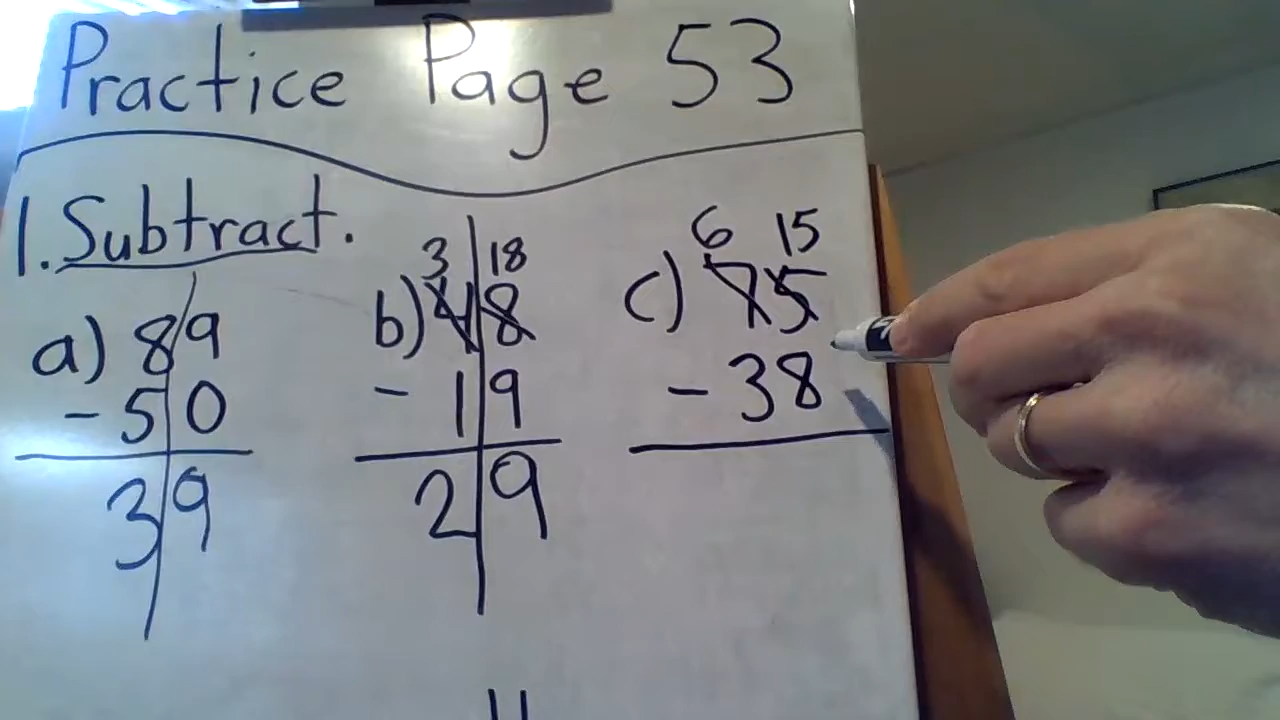 Practice Page 53
1. Subtract.
3 18 6 15
a) 89 b) 48 c) 75
- 50 - 19 - 38
39 29